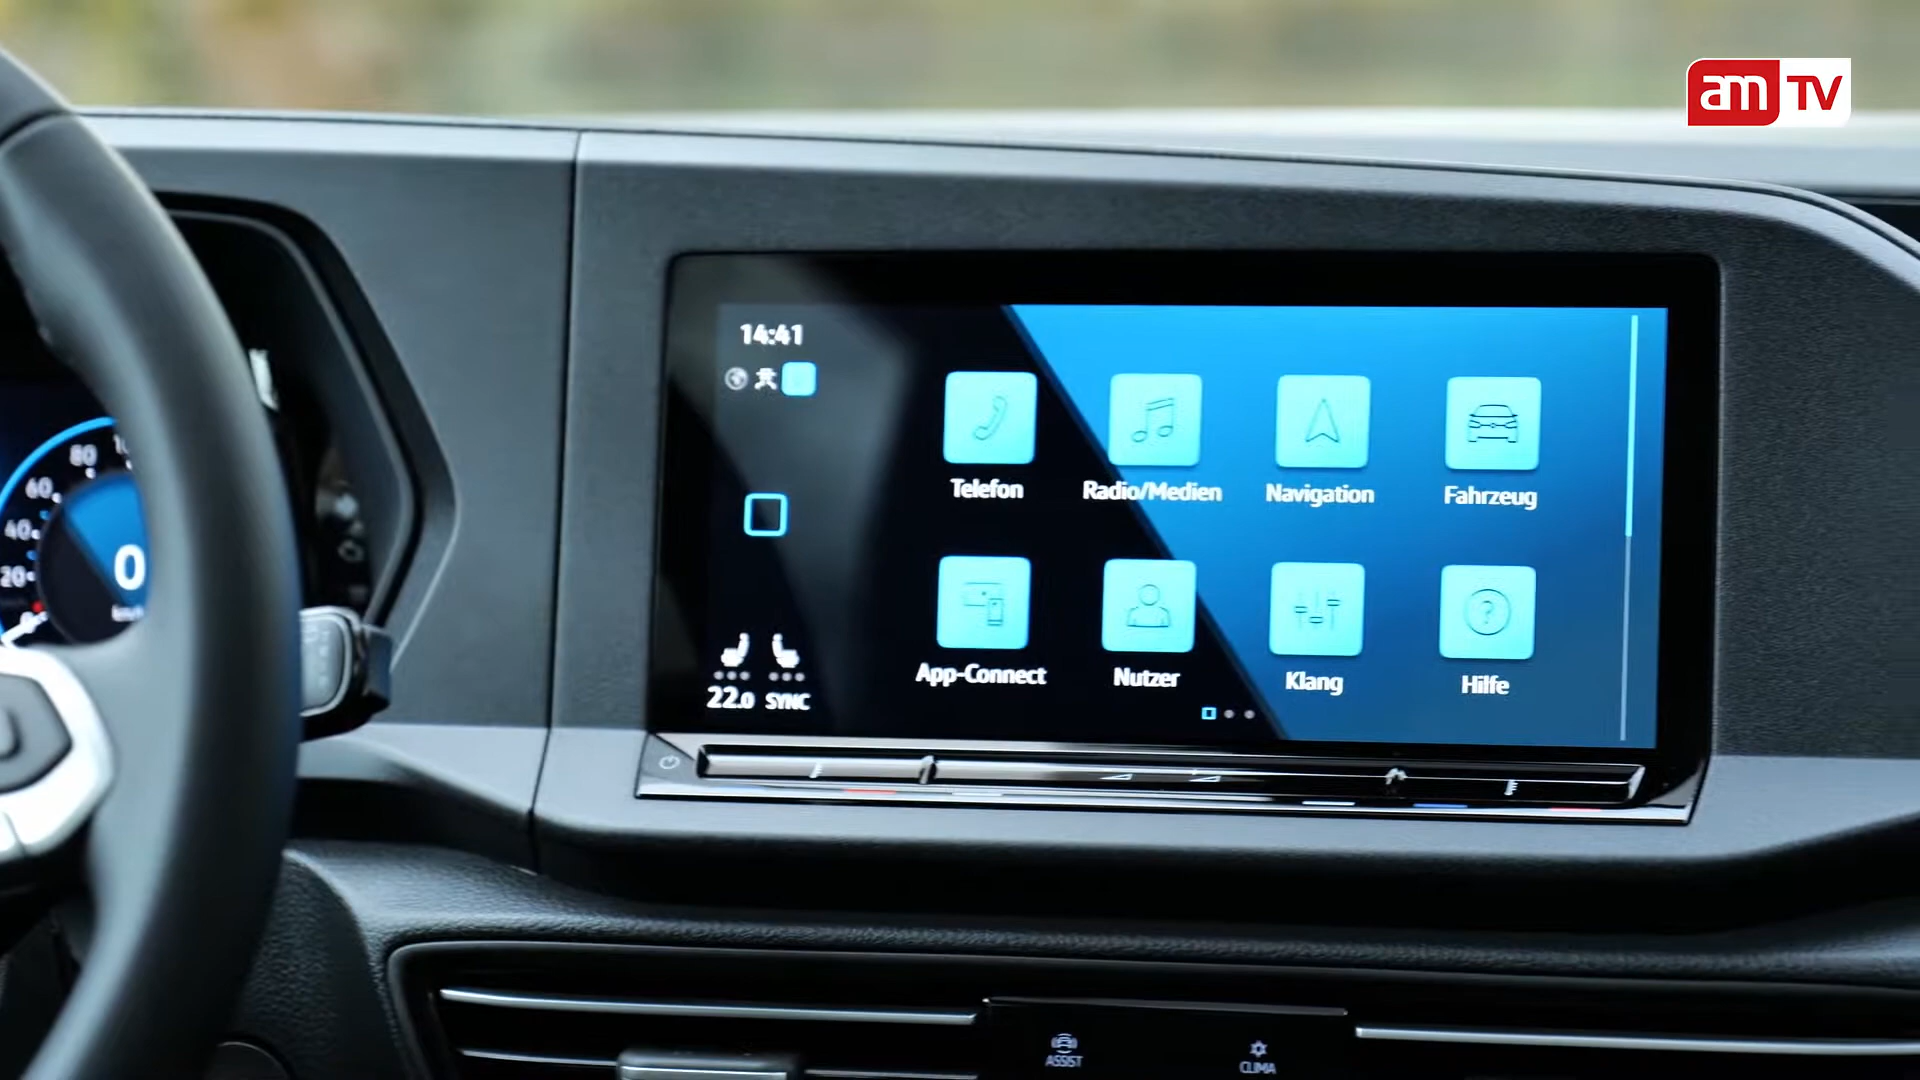 am TV
14:41
Telefon
Radio/Medien
Navigation
Fahrzeug
App-Connect
Nutzer
Klang
Hilfe
22.0 SYNC
80
60
40
20
0
ASSIST
CLIMA